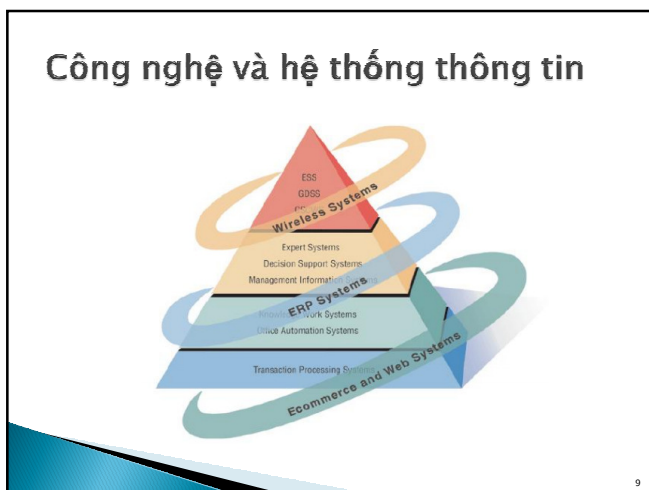 Công nghệ và hệ thống thông tin
ESS
GDSS
Wireless Systems
Expert Systems
Decision Support Systems
Management Information
ERP Systems
Work Systems
Office Automation Systems
Transaction Processing Systems
Ecommerce and Web Systems
9